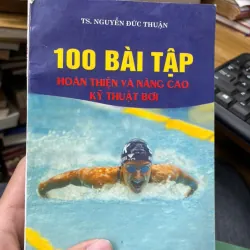 TS. NGUYỄN ĐỨC THUẬN
100 BÀI TẬP
HOÀN THIỆN VÀ NÂNG CAO
KỸ THUẬT BƠI